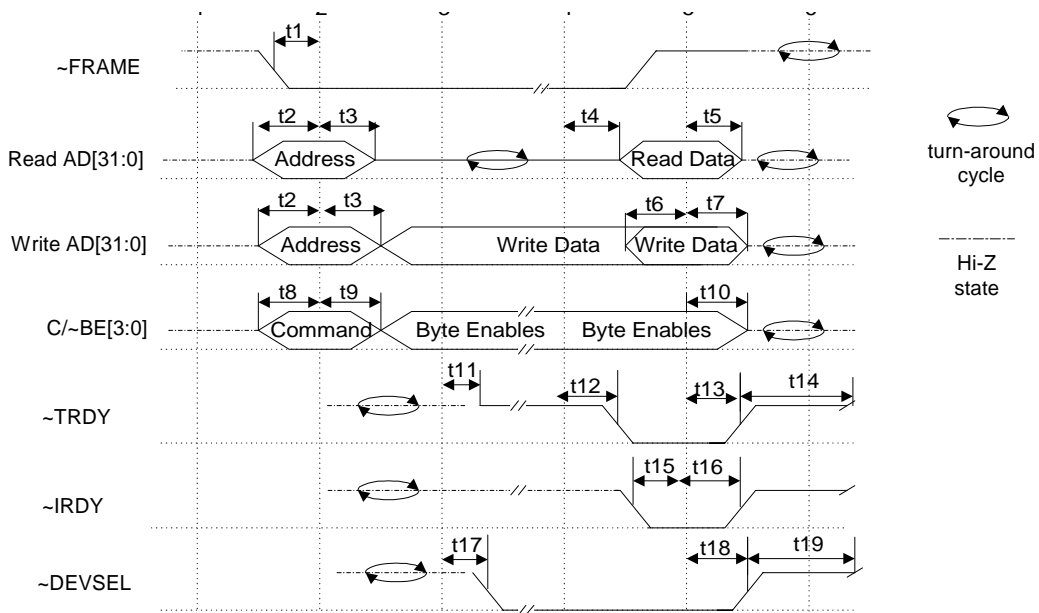 t1
~FRAME
t2 t3 t4 t5
Read AD[31:0] Address Read Data
turn-around
cycle
t2 t3 t6 t7
Write AD[31:0] Address Write Data Write Data
Hi-Z
state
t8 t9 t10
C/~BE[3:0] Command Byte Enables Byte Enables
t11 t12 t13 t14
~TRDY
t15 t16
~IRDY
t17 t18 t19
~DEVSEL